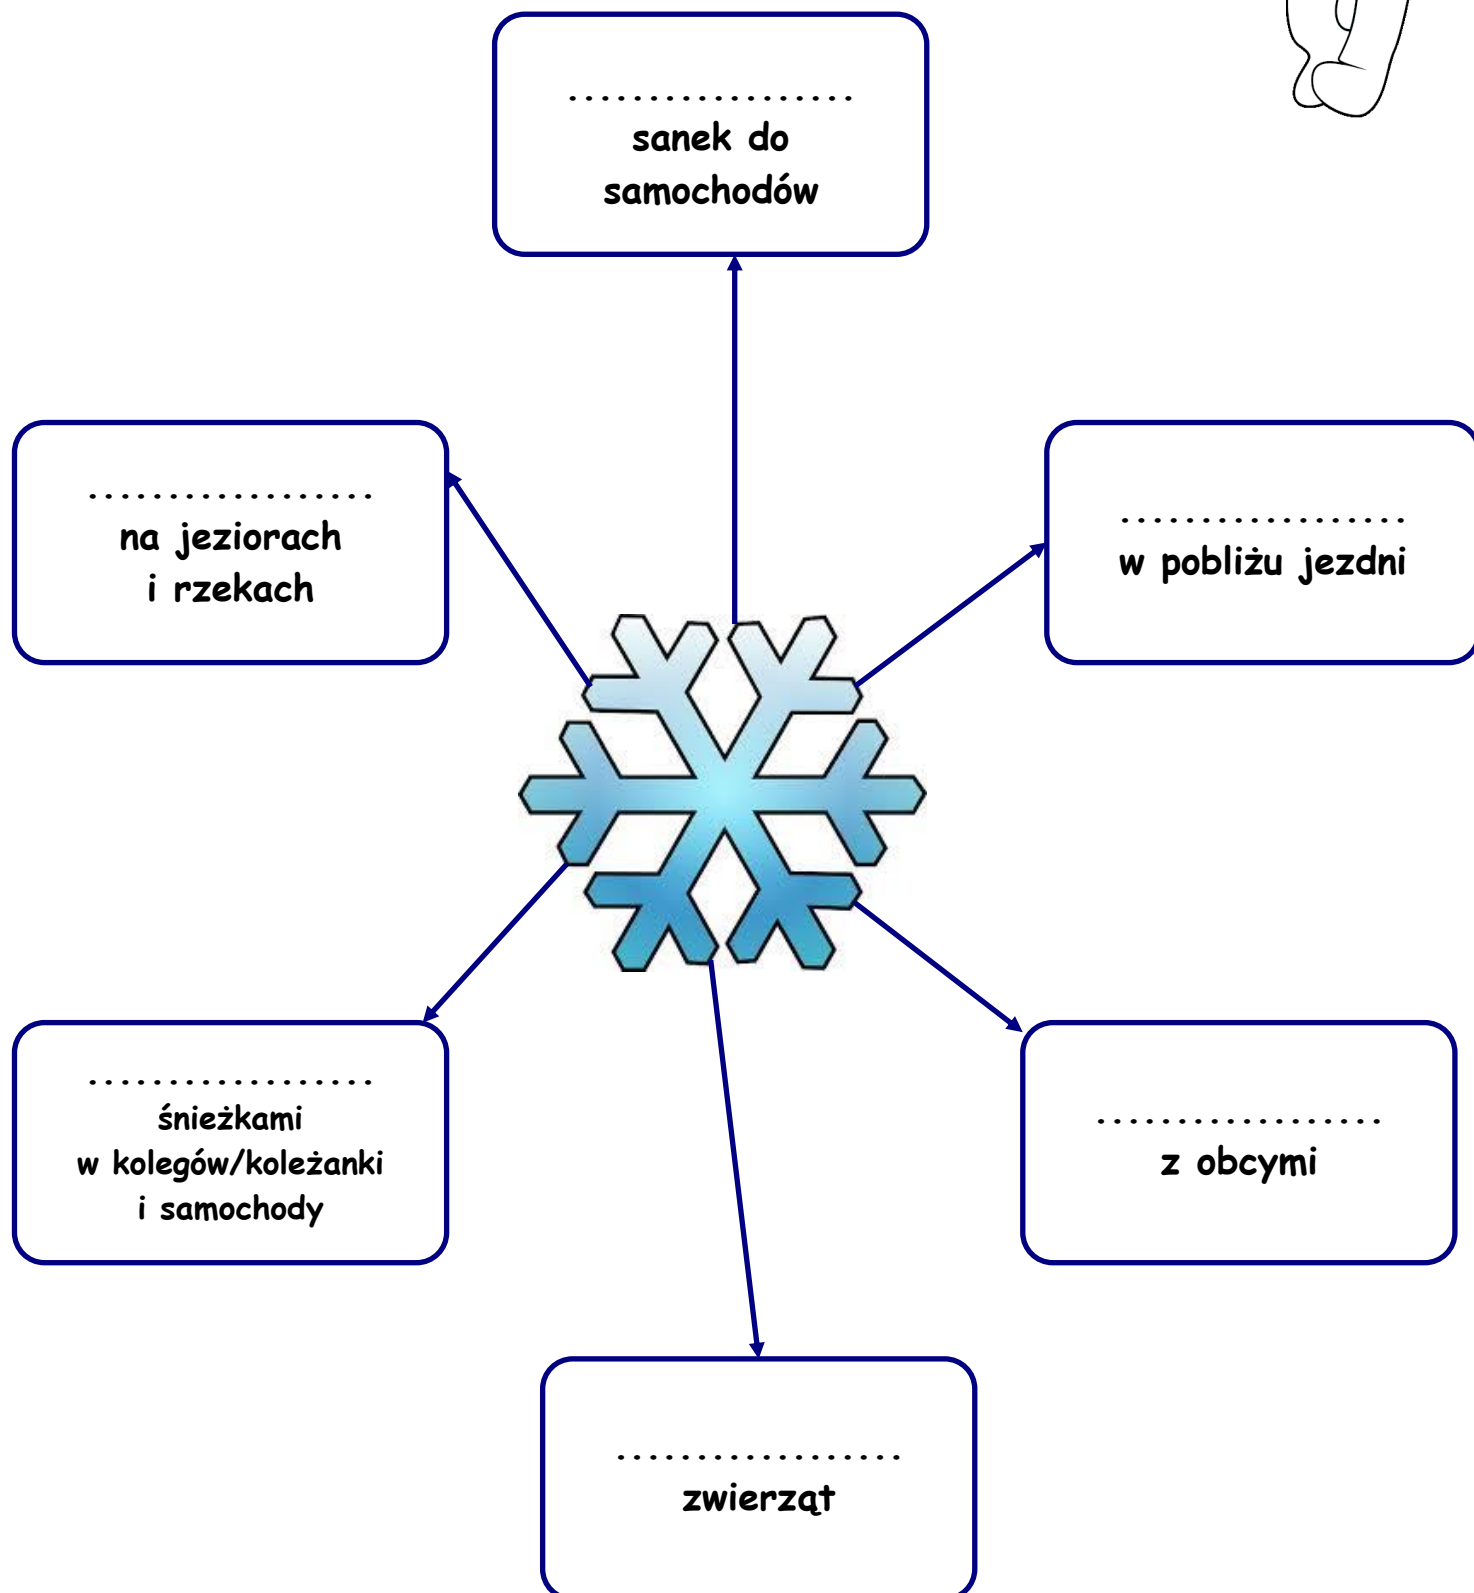 ..................
sanek do
samochodów
..................
na jeziorach
i rzekach
..................
w pobliżu jezdni
..................
śnieżkami
w kolegów/koleżanki
i samochody
..................
z obcymi
..................
zwierząt